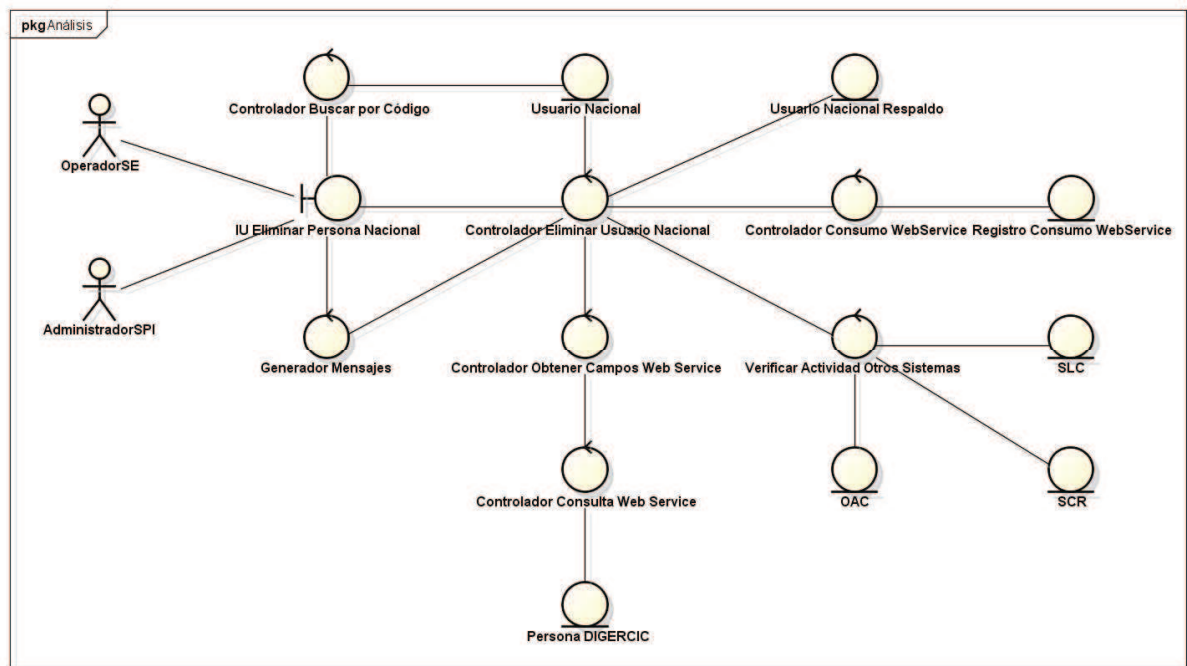 pkg Análisis
Controlador Buscar por Código
Usuario Nacional
Usuario Nacional Respaldo
OperadorSE
IU Eliminar Persona Nacional
Controlador Eliminar Usuario Nacional
Controlador Consumo WebService
Registro Consumo WebService
AdministradorSPI
Generador Mensajes
Controlador Obtener Campos Web Service
Verificar Actividad Otros Sistemas
SLC
Controlador Consulta Web Service
OAC
SCR
Persona DIGERCIC